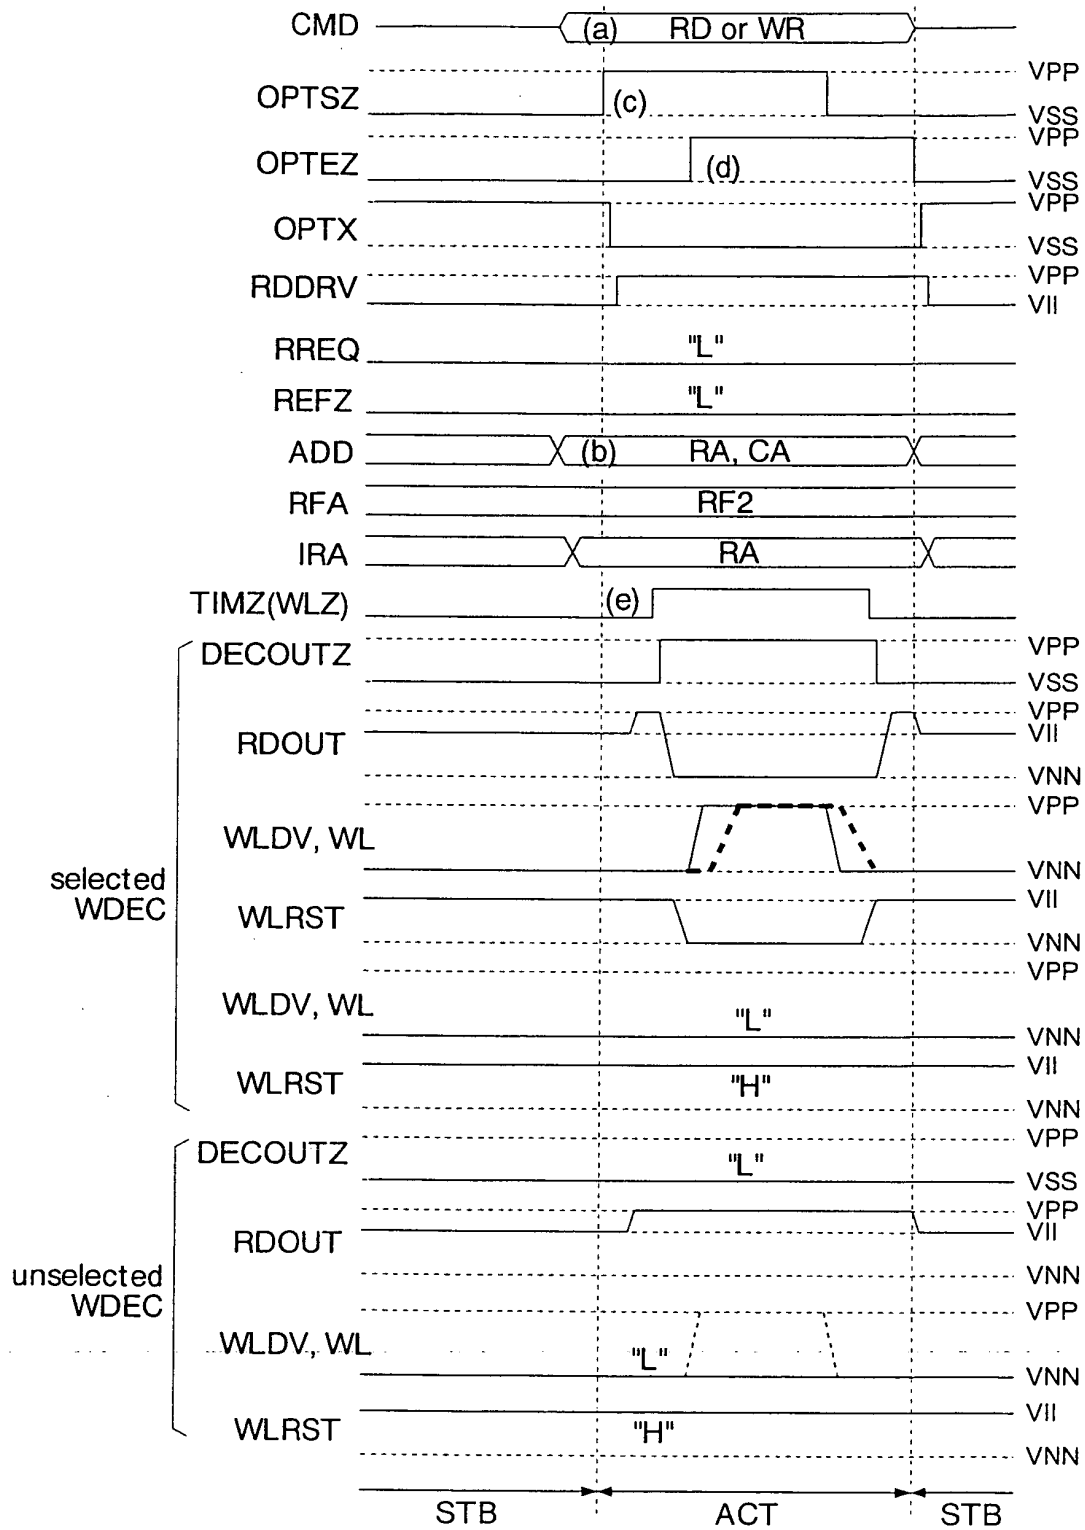 CMD (a) RD or WR
OPTSZ (c) VPP
VSS
OPTEZ (d) VPP
VSS
OPTX VPP
VSS
RDDRV VPP
VII
RREQ "L"
REFZ "L"
ADD (b) RA, CA
RFA RF2
IRA RA
TIMZ(WLZ) (e)
DECOUTZ VPP
VSS
RDOUT VPP
VII
VNN
WLDV, WL VPP
VNN
selected
WDEC
WLRST VII
VNN
WLDV, WL "L" VPP
VNN
WLRST "H" VII
VNN
DECOUTZ "L" VPP
VSS
RDOUT VPP
VII
VNN
unselected
WDEC
WLDV, WL "L" VPP
VNN
WLRST "H" VII
VNN
STB ACT STB